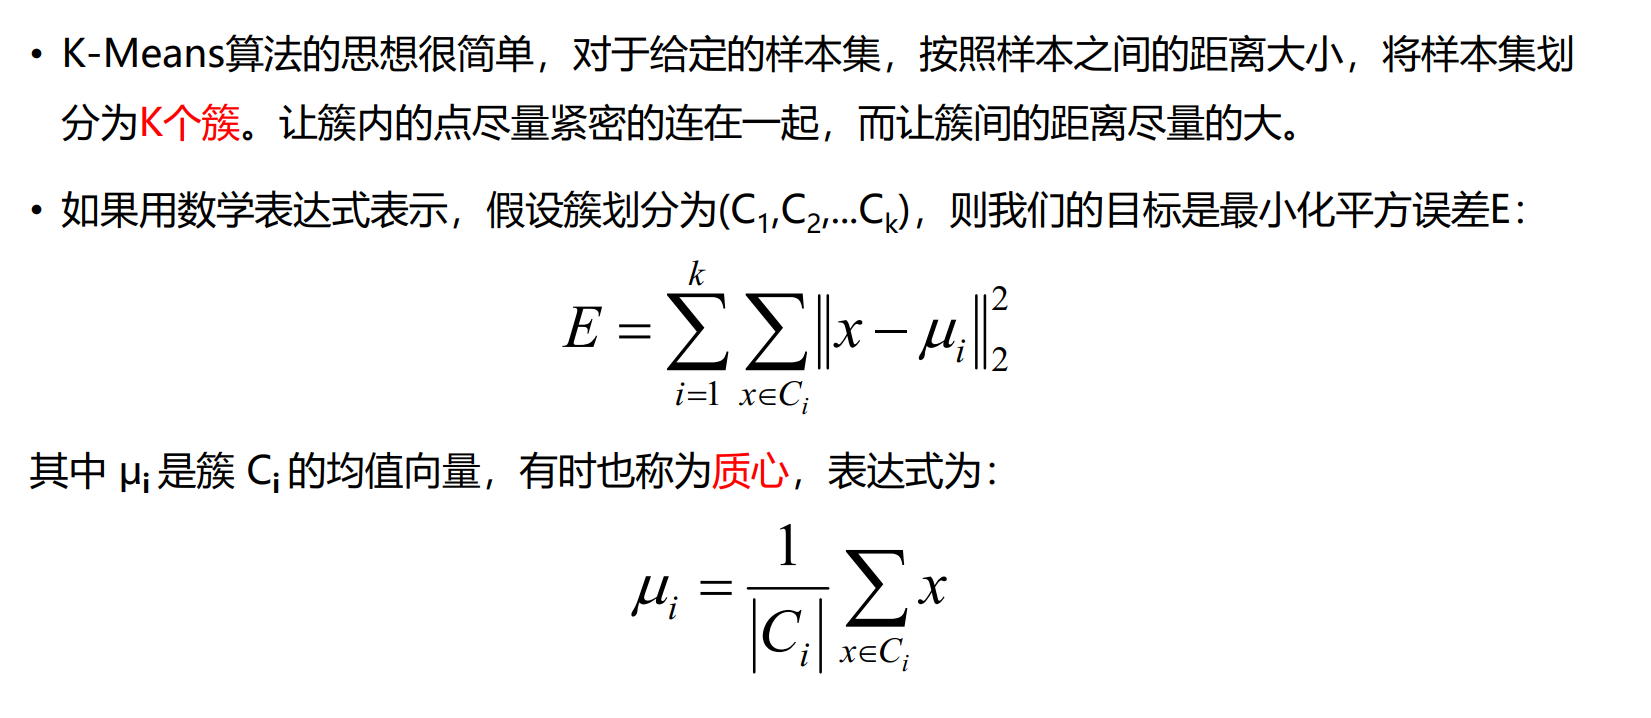 • K-Means算法的思想很简单，对于给定的样本集，按照样本之间的距离大小，将样本集划
分为K个簇。让簇内的点尽量紧密的连在一起，而让簇间的距离尽量的大。
• 如果用数学表达式表示，假设簇划分为(C₁,C₂,...Cₖ)，则我们的目标是最小化平方误差E：
$E = \sum_{i=1}^{k} \sum_{x \in C_i} \left\| x - \mu_i \right\|_2^2$
其中 μᵢ 是簇 Cᵢ 的均值向量，有时也称为质心，表达式为：
$\mu_i = \frac{1}{|C_i|} \sum_{x \in C_i} x$